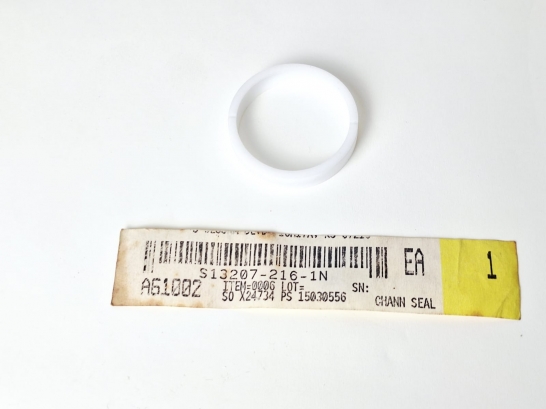 S13207-216-1N
EA 1
A61002
ITEM=0006 LOT= SN:
SO X24734 PS 15030556
CHANN SEAL